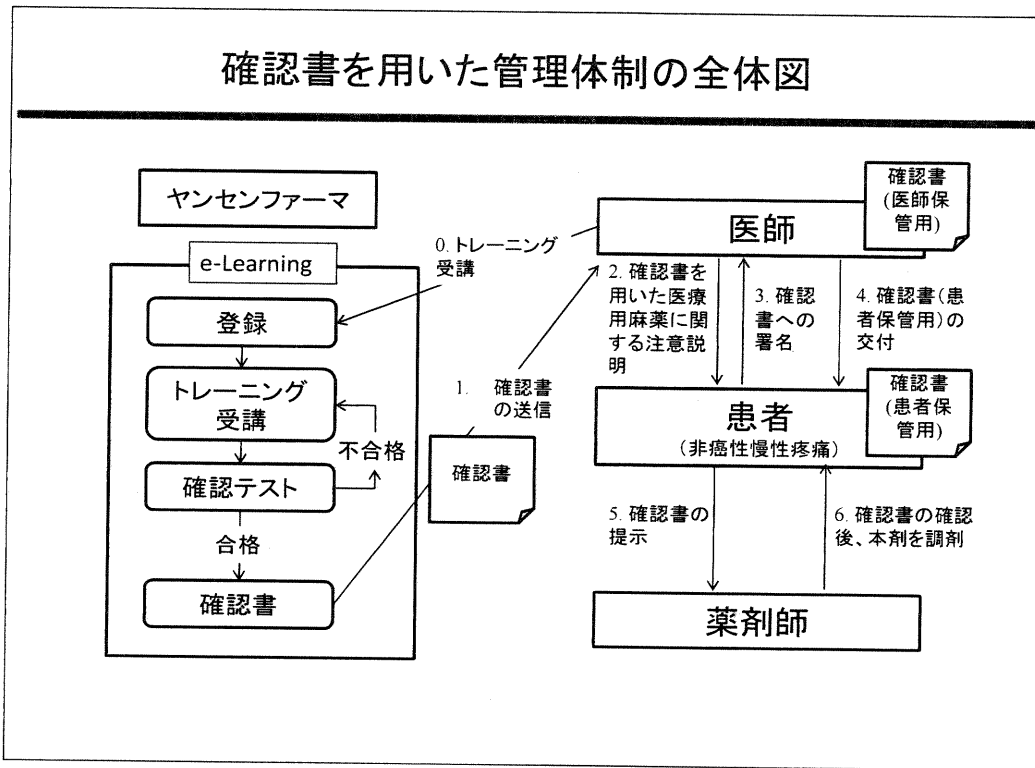 確認書を用いた管理体制の全体図
ヤンセンファーマ
e-Learning
登録
トレーニング
受講
確認テスト
不合格
合格
確認書
0. トレーニング
受講
1. 確認書
の送信
確認書
医師
確認書
(医師保
管用)
2. 確認書を
用いた医療
用麻薬に関
する注意説
明
3. 確認
書への
署名
4. 確認書(患
者保管用)の
交付
患者
(非癌性慢性疼痛)
確認書
(患者保
管用)
5. 確認書の
提示
6. 確認書の確認
後、本剤を調剤
薬剤師